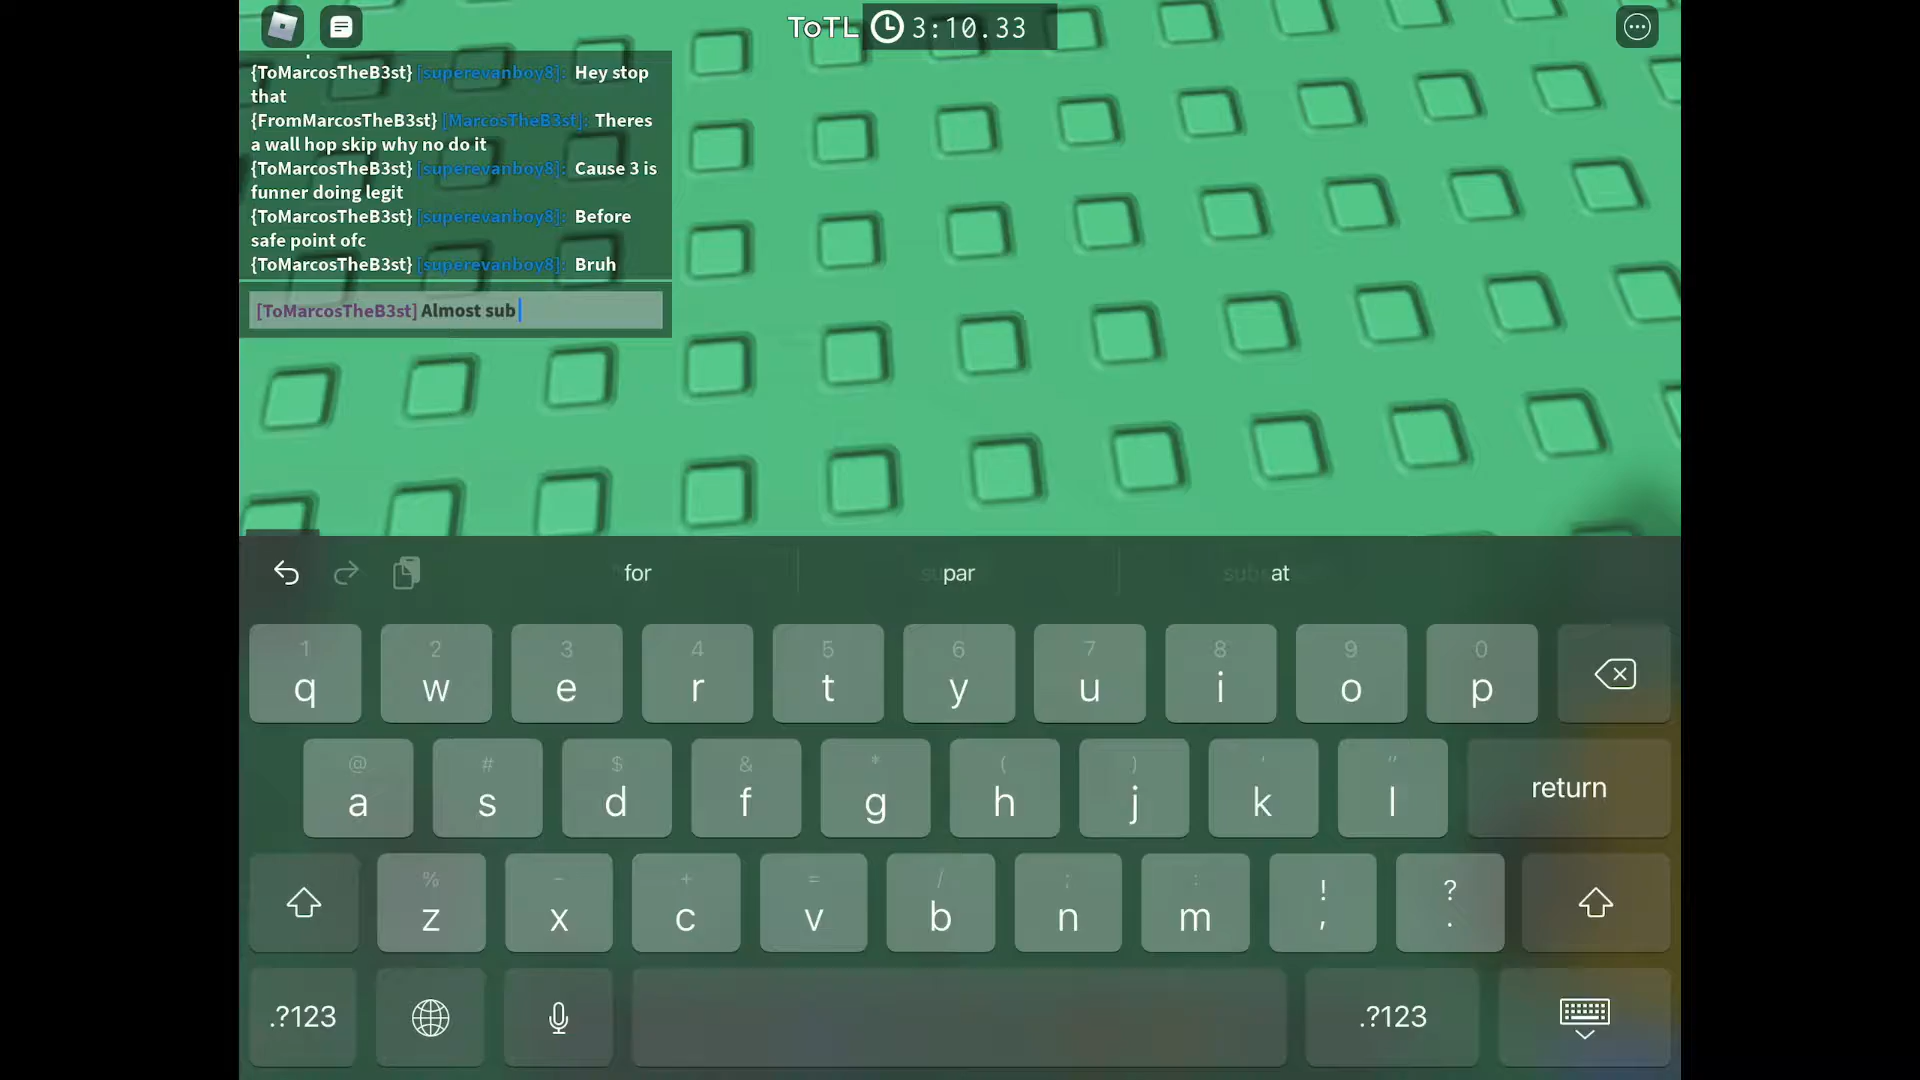 ToTL 3:10.33
{ToMarcosTheB3st} [superevanboy8]: Hey stop
that
{FromMarcosTheB3st} [MarcosTheB3st]: Theres
a wall hop skip why no do it
{ToMarcosTheB3st} [superevanboy8]: Cause 3 is
funner doing legit
{ToMarcosTheB3st} [superevanboy8]: Before
safe point ofc
{ToMarcosTheB3st} [superevanboy8]: Bruh
[ToMarcosTheB3st] Almost sub
for par at
1 2 3 4 5 6 7 8 9 0
q w e r t y u i o p
@ # $ & * ( ) ' "
a s d f g h j k l return
% - + = / ; : ! ?
z x c v b n m , .
.?123 .?123